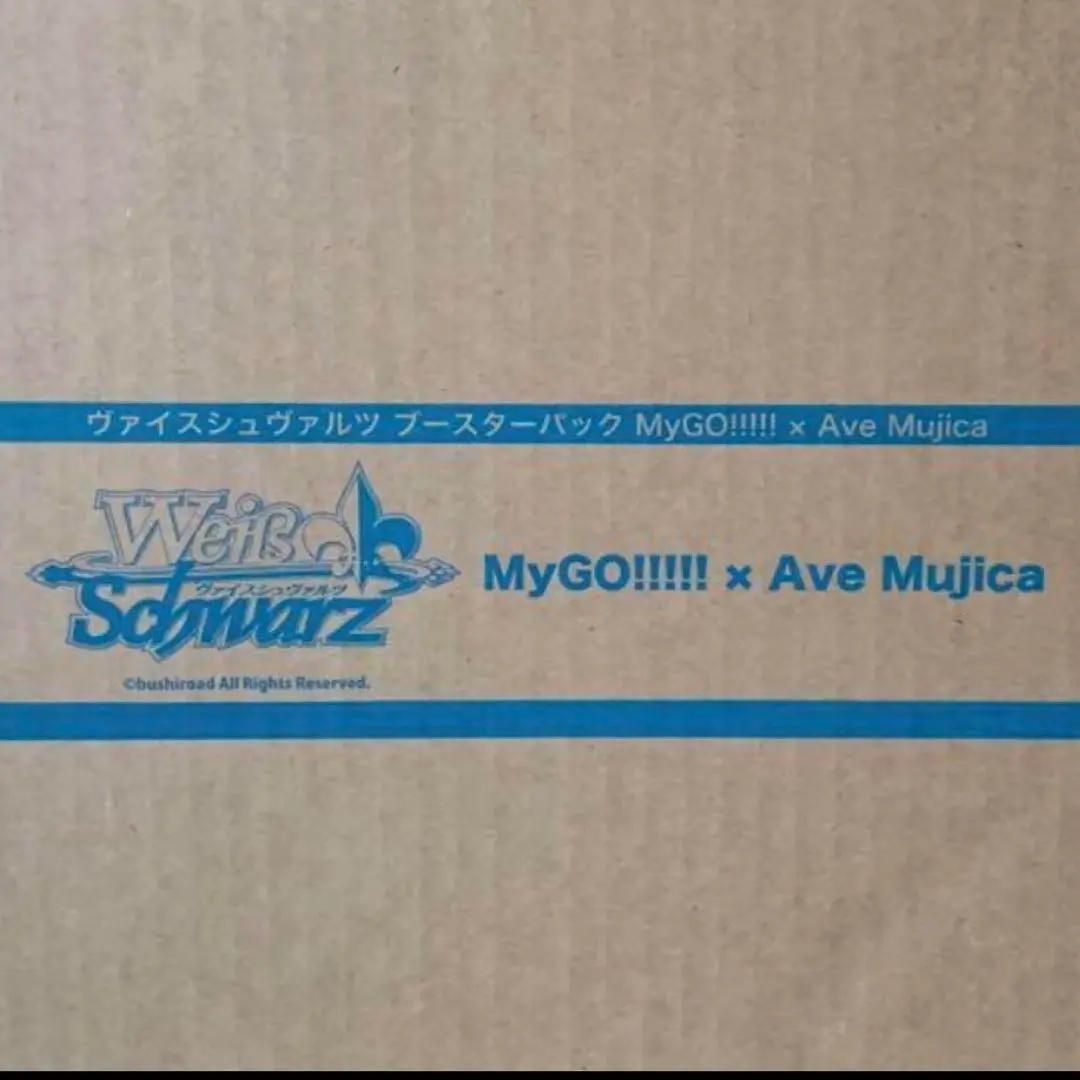 ヴァイスシュヴァルツ ブースターパック MyGO!!!!! × Ave Mujica
Weiß
ヴァイスシュヴァルツ
Schwarz
MyGO!!!!! × Ave Mujica
©bushiroad All Rights Reserved.